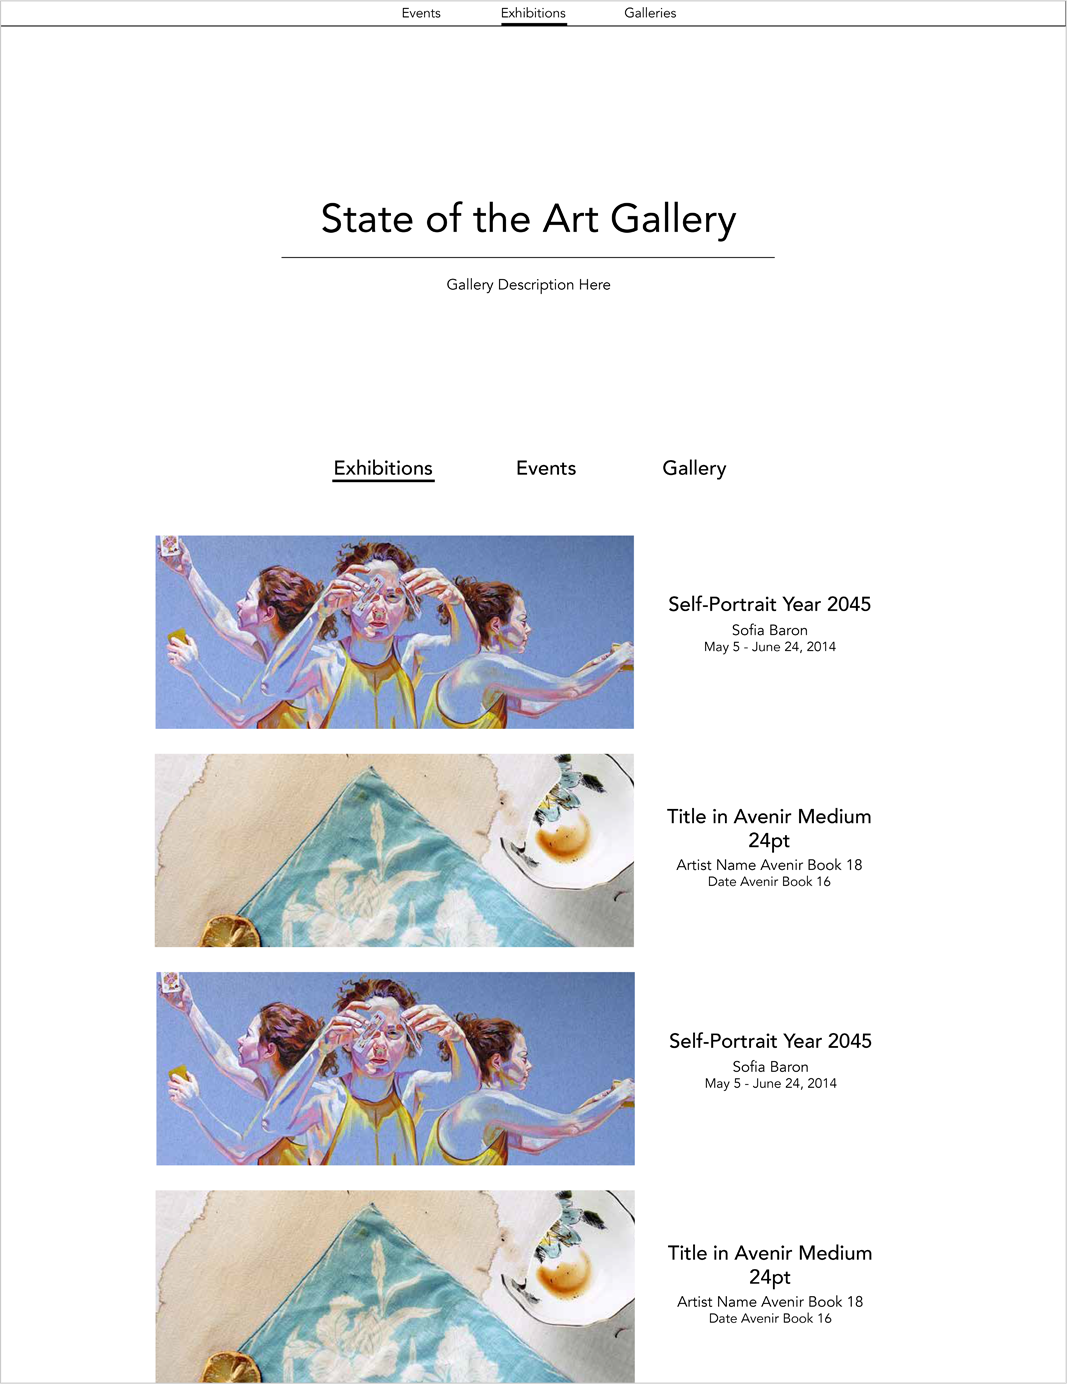 Events Exhibitions Galleries
State of the Art Gallery
Gallery Description Here
Exhibitions Events Gallery
Self-Portrait Year 2045
Sofia Baron
May 5 - June 24, 2014
Title in Avenir Medium
24pt
Artist Name Avenir Book 18
Date Avenir Book 16
Self-Portrait Year 2045
Sofia Baron
May 5 - June 24, 2014
Title in Avenir Medium
24pt
Artist Name Avenir Book 18
Date Avenir Book 16